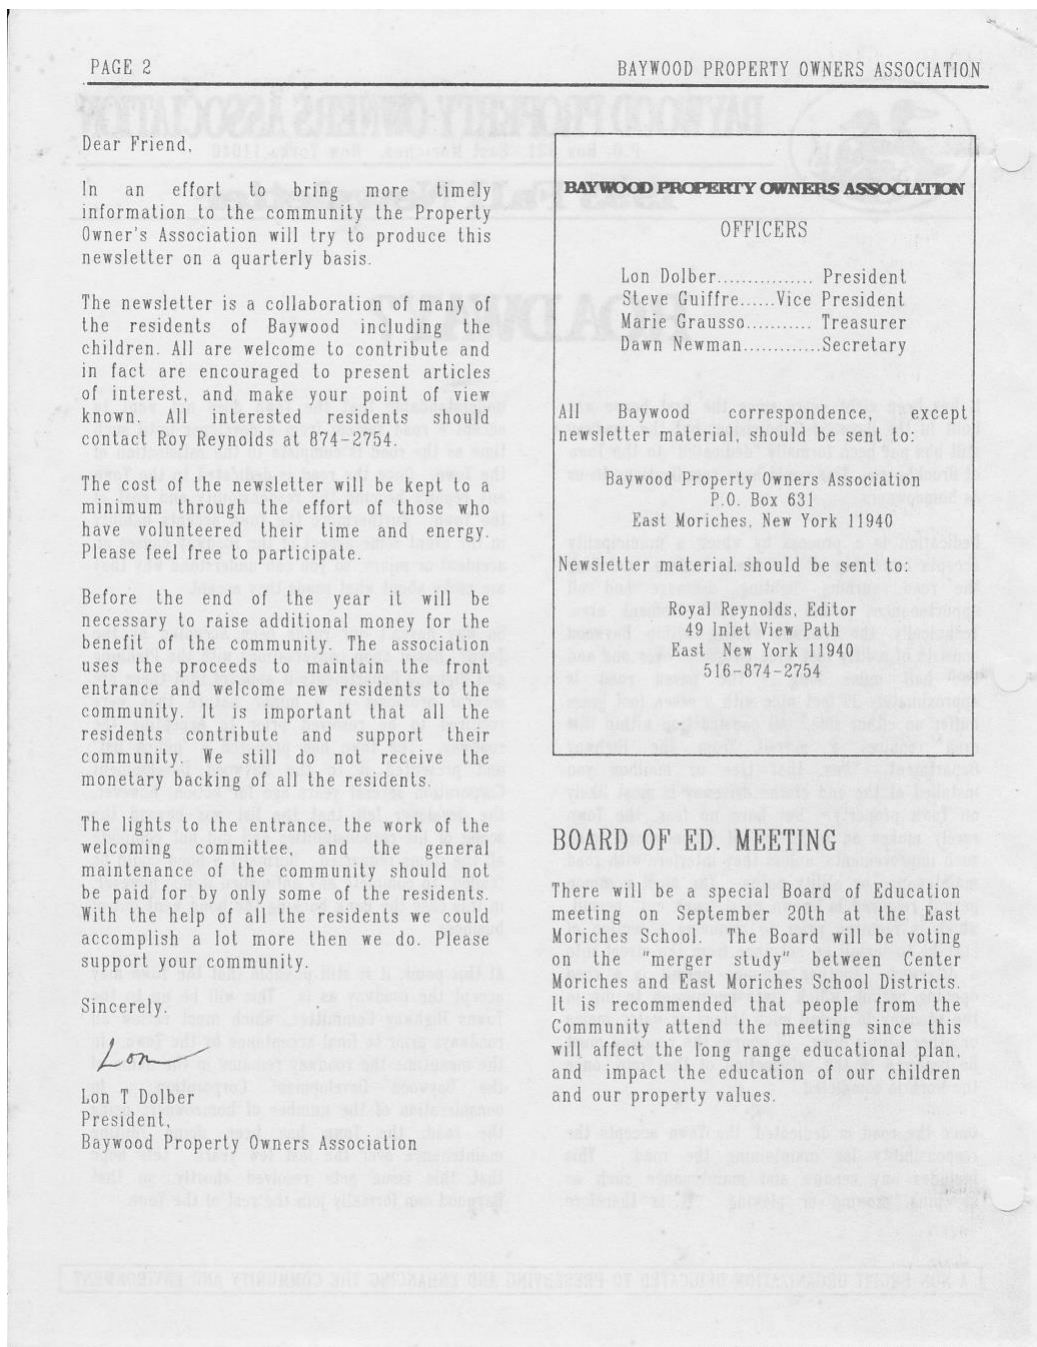 PAGE 2
BAYWOOD PROPERTY OWNERS ASSOCIATION
Dear Friend,
In an effort to bring more timely
information to the community the Property
Owner's Association will try to produce this
newsletter on a quarterly basis.
The newsletter is a collaboration of many of
the residents of Baywood including the
children. All are welcome to contribute and
in fact are encouraged to present articles
of interest, and make your point of view
known. All interested residents should
contact Roy Reynolds at 874-2754.
The cost of the newsletter will be kept to a
minimum through the effort of those who
have volunteered their time and energy.
Please feel free to participate.
Before the end of the year it will be
necessary to raise additional money for the
benefit of the community. The association
uses the proceeds to maintain the front
entrance and welcome new residents to the
community. It is important that all the
residents contribute and support their
community. We still do not receive the
monetary backing of all the residents.
The lights to the entrance, the work of the
welcoming committee, and the general
maintenance of the community should not
be paid for by only some of the residents.
With the help of all the residents we could
accomplish a lot more then we do. Please
support your community.
Sincerely,
Lon
Lon T Dolber
President,
Baywood Property Owners Association
BAYWOOD PROPERTY OWNERS ASSOCIATION
OFFICERS
Lon Dolber............... President
Steve Guiffre......Vice President
Marie Grausso........... Treasurer
Dawn Newman.............Secretary
All Baywood correspondence, except
newsletter material, should be sent to:
Baywood Property Owners Association
P.O. Box 631
East Moriches, New York 11940
Newsletter material should be sent to:
Royal Reynolds, Editor
49 Inlet View Path
East New York 11940
516-874-2754
BOARD OF ED. MEETING
There will be a special Board of Education
meeting on September 20th at the East
Moriches School. The Board will be voting
on the "merger study" between Center
Moriches and East Moriches School Districts.
It is recommended that people from the
Community attend the meeting since this
will affect the long range educational plan,
and impact the education of our children
and our property values.